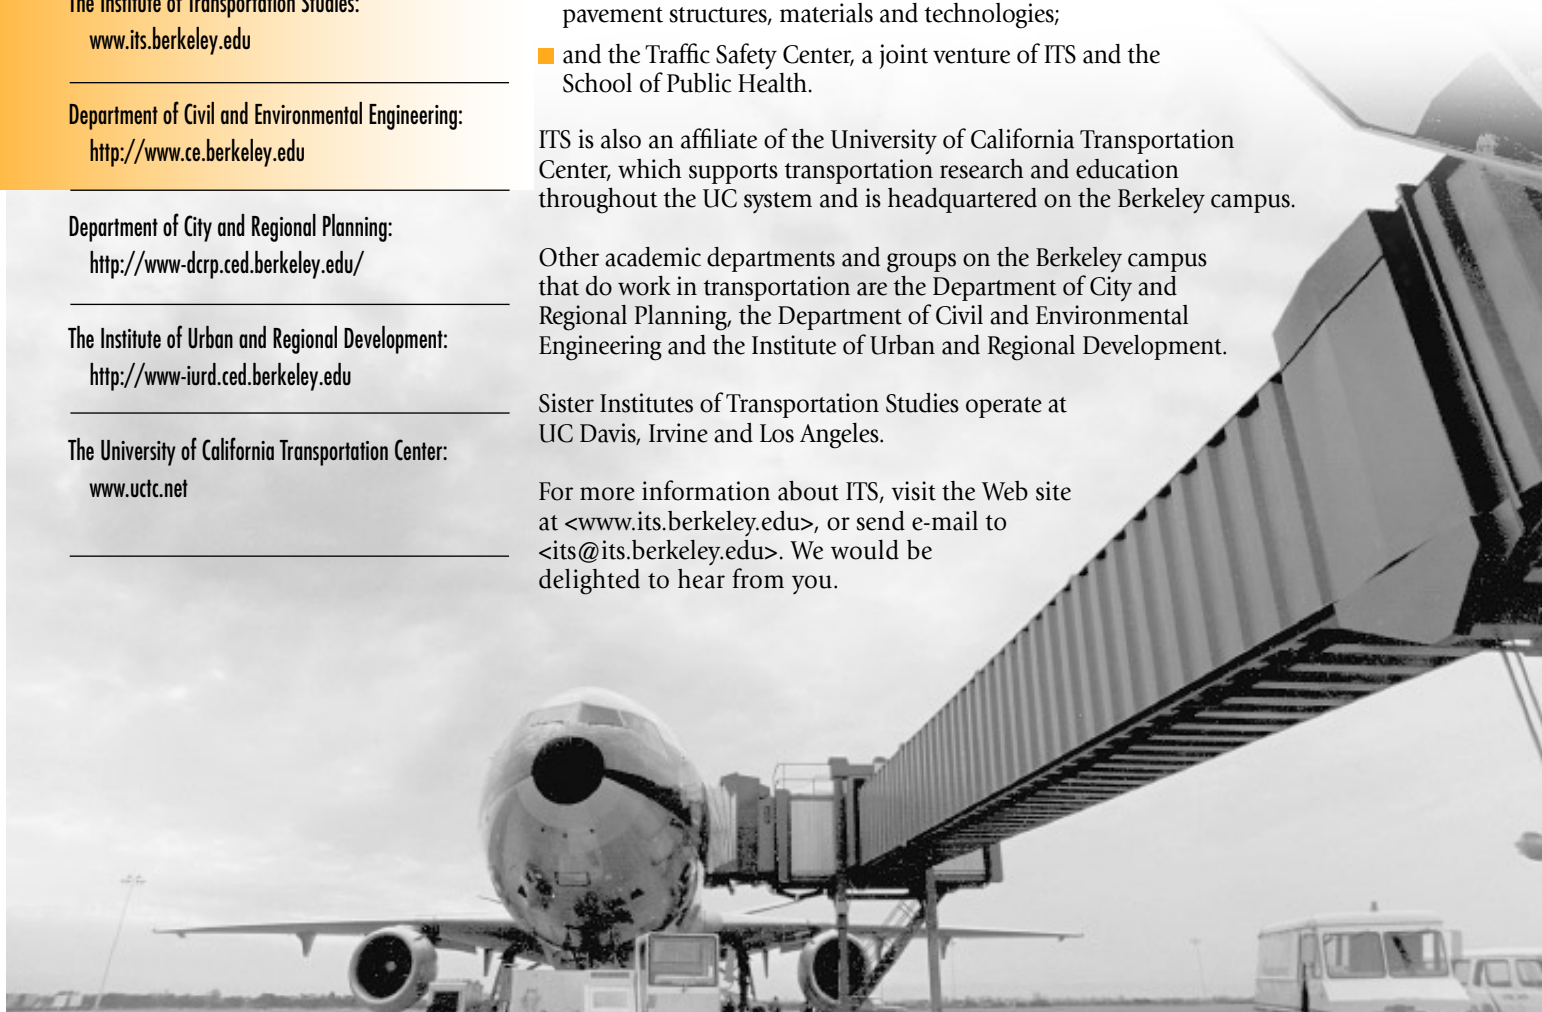 The Institute of Transportation Studies:
www.its.berkeley.edu
Department of Civil and Environmental Engineering:
http://www.ce.berkeley.edu
Department of City and Regional Planning:
http://www-dcrp.ced.berkeley.edu/
The Institute of Urban and Regional Development:
http://www-iurd.ced.berkeley.edu
The University of California Transportation Center:
www.uctc.net
pavement structures, materials and technologies;
and the Traffic Safety Center, a joint venture of ITS and the
School of Public Health.
ITS is also an affiliate of the University of California Transportation
Center, which supports transportation research and education
throughout the UC system and is headquartered on the Berkeley campus.
Other academic departments and groups on the Berkeley campus
that do work in transportation are the Department of City and
Regional Planning, the Department of Civil and Environmental
Engineering and the Institute of Urban and Regional Development.
Sister Institutes of Transportation Studies operate at
UC Davis, Irvine and Los Angeles.
For more information about ITS, visit the Web site
at <www.its.berkeley.edu>, or send e-mail to
<its@its.berkeley.edu>. We would be
delighted to hear from you.